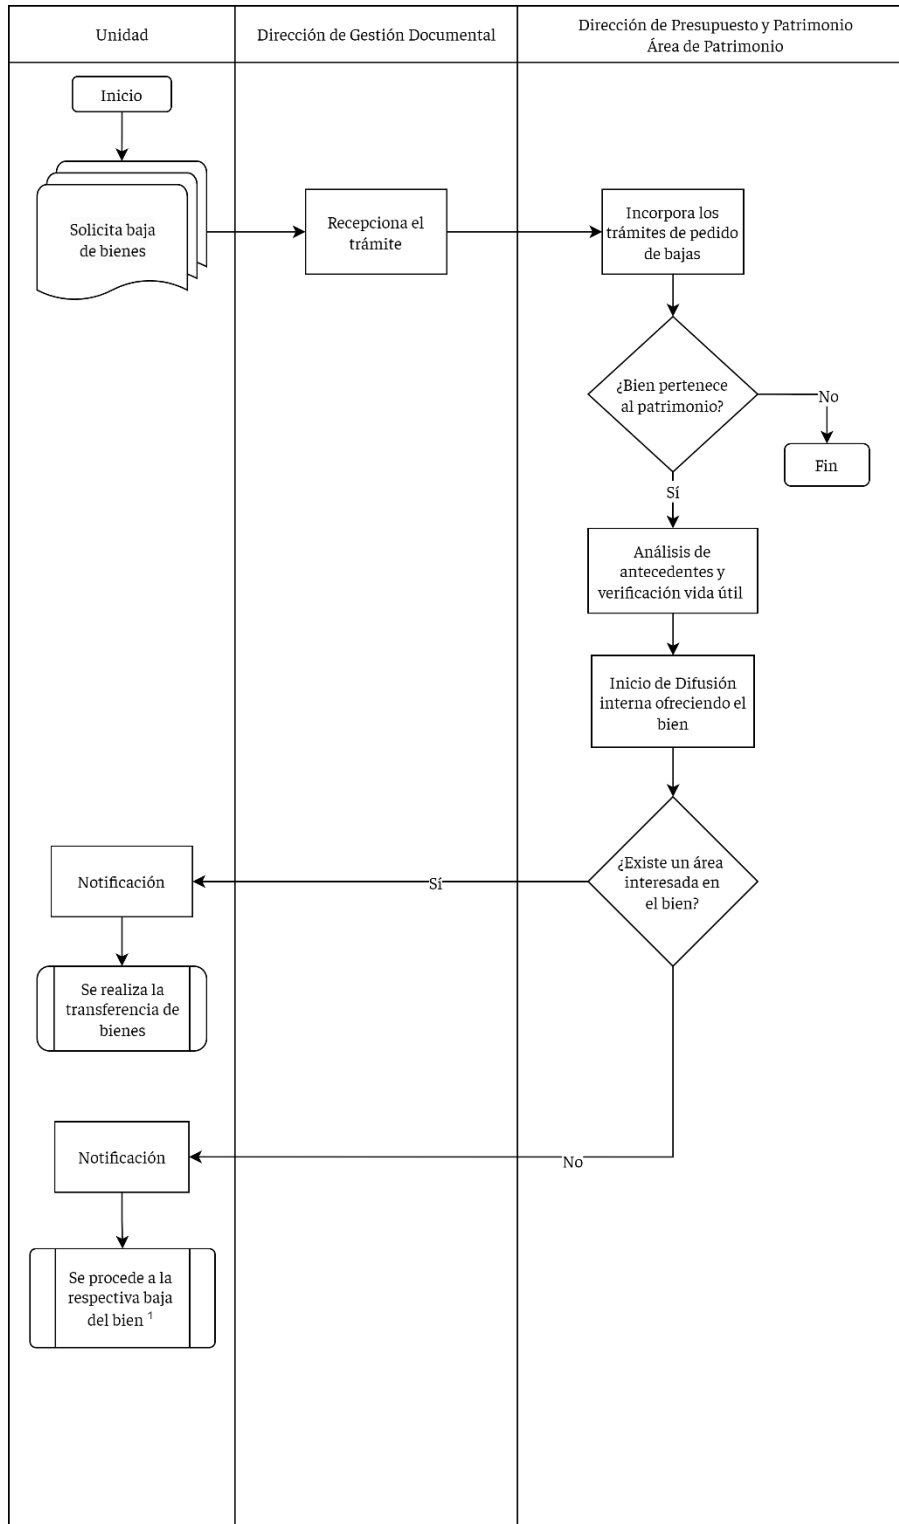 Unidad
Dirección de Gestión Documental
Dirección de Presupuesto y Patrimonio
Área de Patrimonio
Inicio
Solicita baja
de bienes
Recepciona el
trámite
Incorpora los
trámites de pedido
de bajas
¿Bien pertenece
al patrimonio?
No
Fin
Sí
Análisis de
antecedentes y
verificación vida útil
Inicio de Difusión
interna ofreciendo el
bien
¿Existe un área
interesada en
el bien?
Sí
Notificación
Se realiza la
transferencia de
bienes
No
Notificación
Se procede a la
respectiva baja
del bien ¹